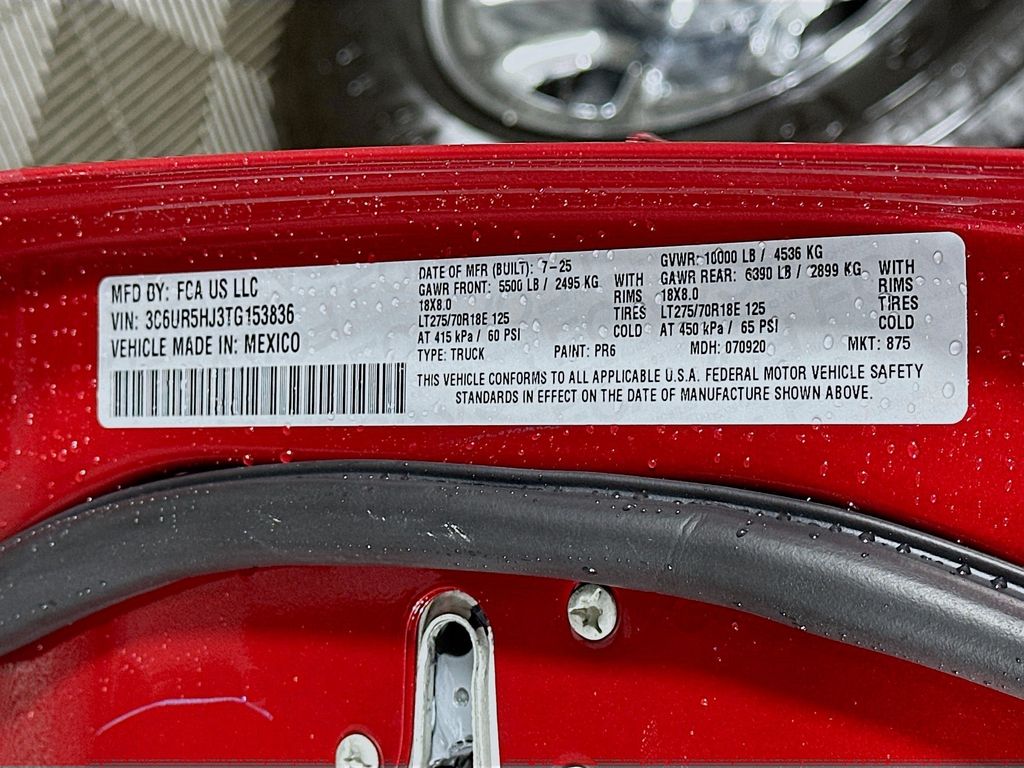 MFD BY: FCA US LLC
VIN: 3C6UR5HJ3TG153836
VEHICLE MADE IN: MEXICO
DATE OF MFR (BUILT): 7-25
GAWR FRONT: 5500 LB / 2495 KG
18X8.0
LT275/70R18E 125
AT 415 kPa / 60 PSI
WITH
RIMS
TIRES
COLD
GVWR: 10000 LB / 4536 KG
GAWR REAR: 6390 LB / 2899 KG
18X8.0
LT275/70R18E 125
AT 450 kPa / 65 PSI
WITH
RIMS
TIRES
COLD
TYPE: TRUCK PAINT: PR6 MDH: 070920 MKT: 875
THIS VEHICLE CONFORMS TO ALL APPLICABLE U.S.A. FEDERAL MOTOR VEHICLE SAFETY
STANDARDS IN EFFECT ON THE DATE OF MANUFACTURE SHOWN ABOVE.